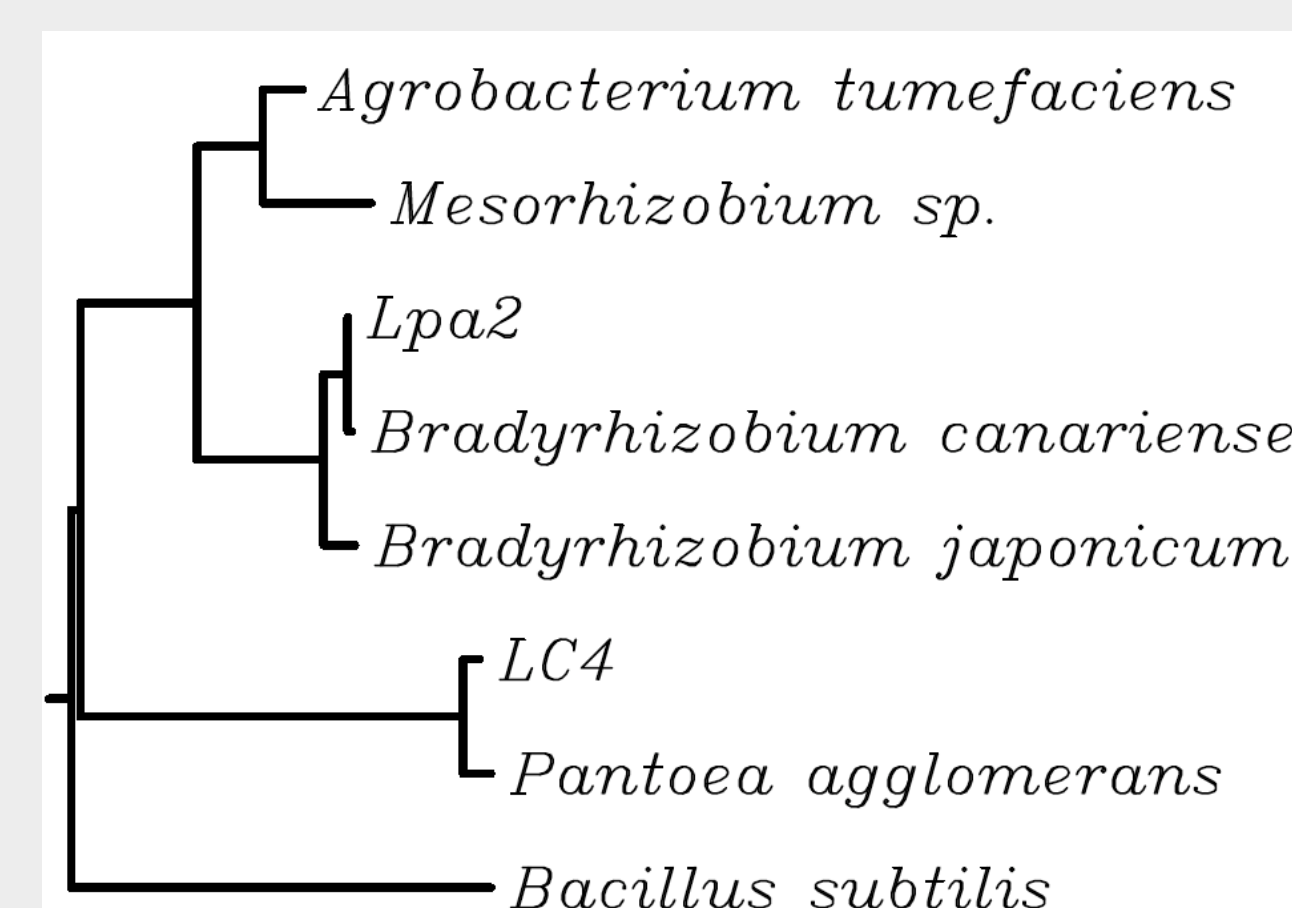 Agrobacterium tumefaciens
Mesorhizobium sp.
Lpa2
Bradyrhizobium canariense
Bradyrhizobium japonicum
LC4
Pantoea agglomerans
Bacillus subtilis